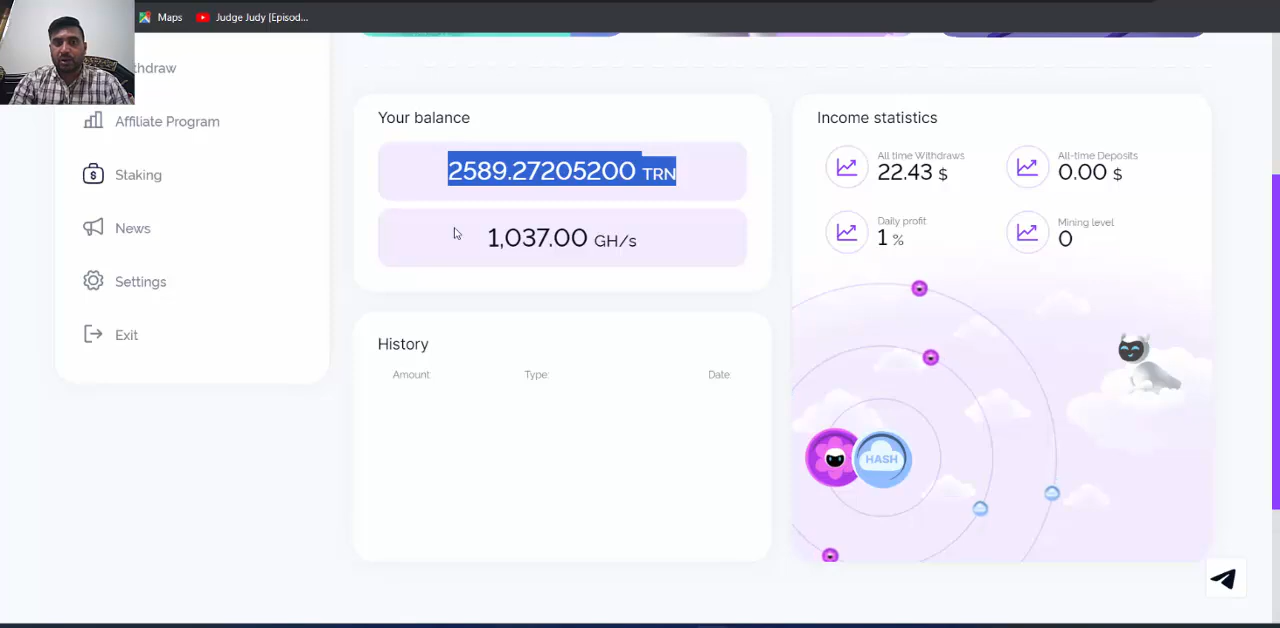 Maps
Judge Judy [Episod...
thdraw
Affiliate Program
Staking
News
Settings
Exit
Your balance
2589.27205200 TRN
1,037.00 GH/s
History
Amount
Type:
Date:
Income statistics
All time Withdraws
22.43 $
All-time Deposits
0.00 $
Daily profit
1 %
Mining level
0
HASH